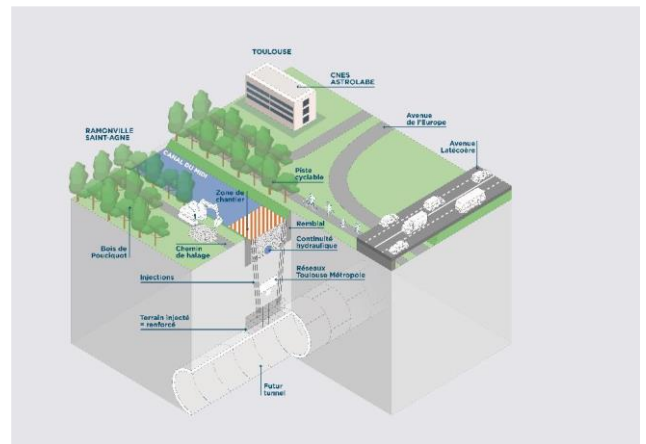 TOULOUSE
CNES
ASTROLABE
Avenue
de l'Europe
Avenue
Latécoère
RAMONVILLE
SAINT-AGNE
CANAL DU MIDI
Piste
cyclable
Zone de
chantier
Remblai
Bois de
Pouciquot
Chemin
de halage
Continuité
hydraulique
Injections
Réseaux
Toulouse Métropole
Terrain injecté
= renforcé
Futur
tunnel